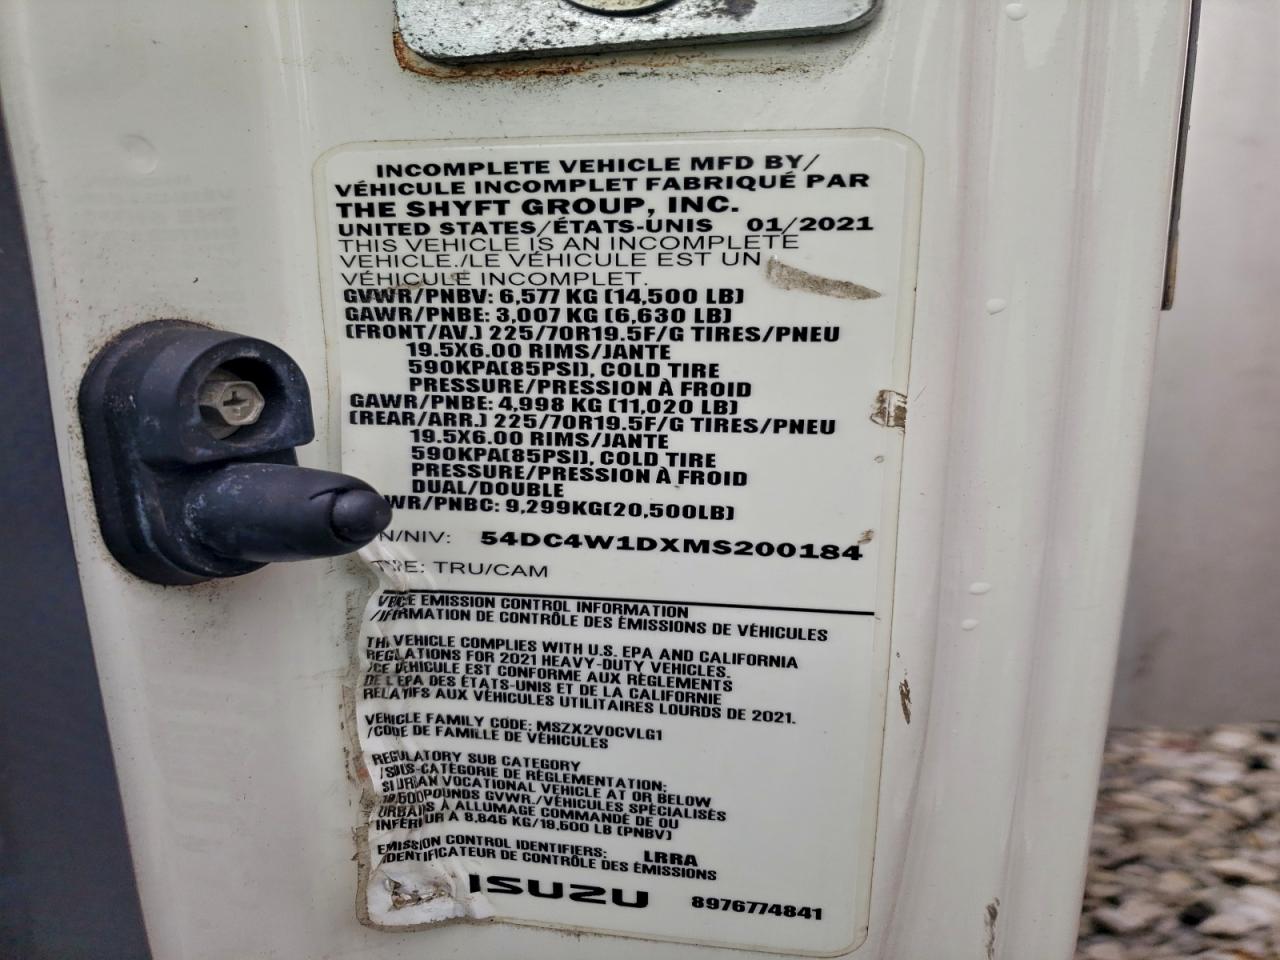 INCOMPLETE VEHICLE MFD BY/
VÉHICULE INCOMPLET FABRIQUÉ PAR
THE SHYFT GROUP, INC.
UNITED STATES/ÉTATS-UNIS 01/2021
THIS VEHICLE IS AN INCOMPLETE
VEHICLE./LE VÉHICULE EST UN
VÉHICULE INCOMPLET.
GVWR/PNBV: 6,577 KG (14,500 LB)
GAWR/PNBE: 3,007 KG (6,630 LB)
(FRONT/AV.) 225/70R19.5F/G TIRES/PNEU
19.5X6.00 RIMS/JANTE
590KPA(85PSI), COLD TIRE
PRESSURE/PRESSION À FROID
GAWR/PNBE: 4,998 KG (11,020 LB)
(REAR/ARR.) 225/70R19.5F/G TIRES/PNEU
19.5X6.00 RIMS/JANTE
590KPA(85PSI), COLD TIRE
PRESSURE/PRESSION À FROID
DUAL/DOUBLE
WR/PNBC: 9,299KG(20,500LB)
N/NIV: 54DC4W1DXMS200184
TRU/CAM
EMISSION CONTROL INFORMATION
DE CONTRÔLE DES ÉMISSIONS DE VÉHICULES
VEHICLE COMPLIES WITH U.S. EPA AND CALIFORNIA
FOR 2021 HEAVY-DUTY VEHICLES.
/CE VÉHICULE EST CONFORME AUX RÈGLEMENTS
DE L'EPA DES ÉTATS-UNIS ET DE LA CALIFORNIE
RELATIFS AUX VÉHICULES UTILITAIRES LOURDS DE 2021.
VEHICLE FAMILY CODE: MSZX2V0CVLG1
/CODE DE FAMILLE DE VÉHICULES
REGULATORY SUB CATEGORY
/SOUS-CATÉGORIE DE RÈGLEMENTATION:
VOCATIONAL VEHICLE AT OR BELOW
POUNDS GVWR./VÉHICULES SPÉCIALISÉS
URBAINS À ALLUMAGE COMMANDÉ DE OU
INFÉRIEUR À 8,845 KG/19,500 LB (PNBV)
EMISSION CONTROL IDENTIFIERS: LRRA
/IDENTIFICATEUR DE CONTRÔLE DES ÉMISSIONS
ISUZU 8976774841